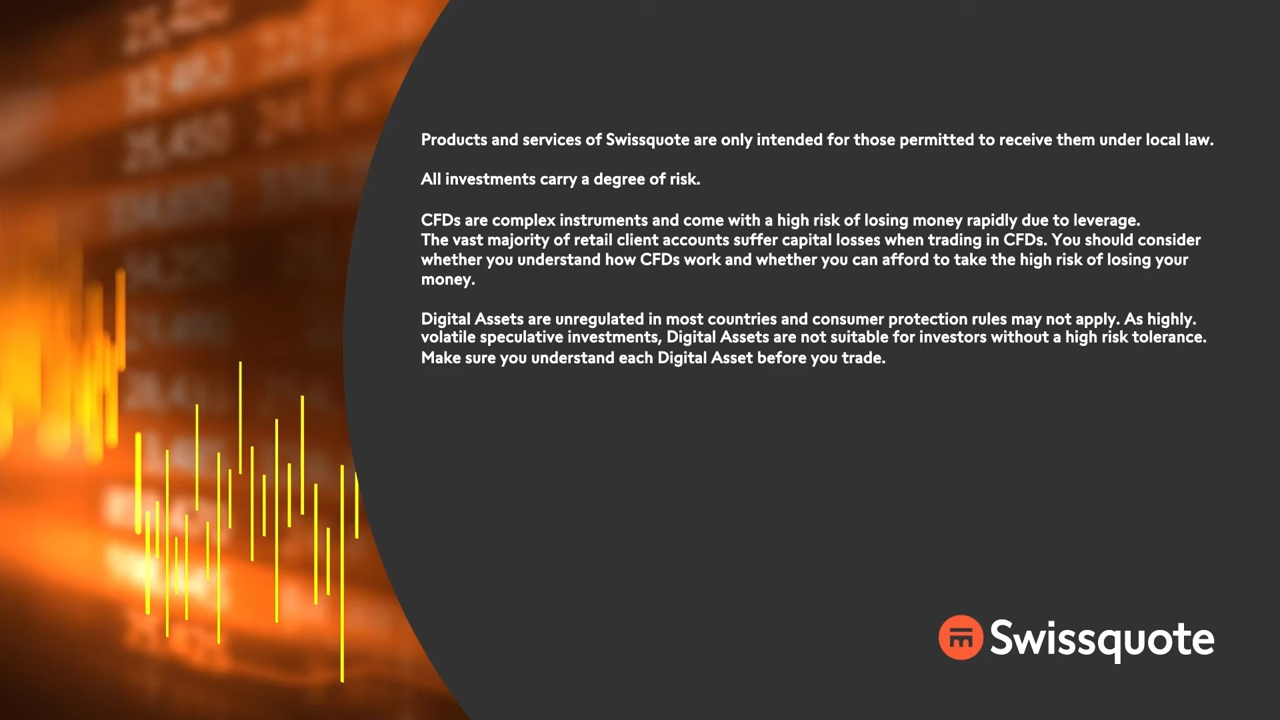 Products and services of Swissquote are only intended for those permitted to receive them under local law.
All investments carry a degree of risk.
CFDs are complex instruments and come with a high risk of losing money rapidly due to leverage.
The vast majority of retail client accounts suffer capital losses when trading in CFDs. You should consider
whether you understand how CFDs work and whether you can afford to take the high risk of losing your
money.
Digital Assets are unregulated in most countries and consumer protection rules may not apply. As highly.
volatile speculative investments, Digital Assets are not suitable for investors without a high risk tolerance.
Make sure you understand each Digital Asset before you trade.
Swissquote